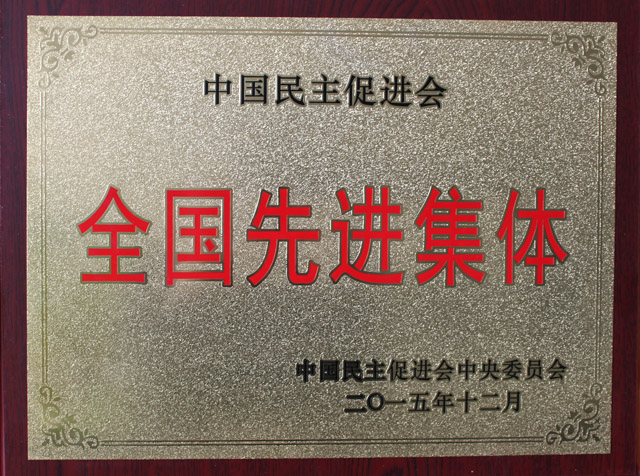 中国民主促进会
全国先进集体
中国民主促进会中央委员会
二〇一五年十二月